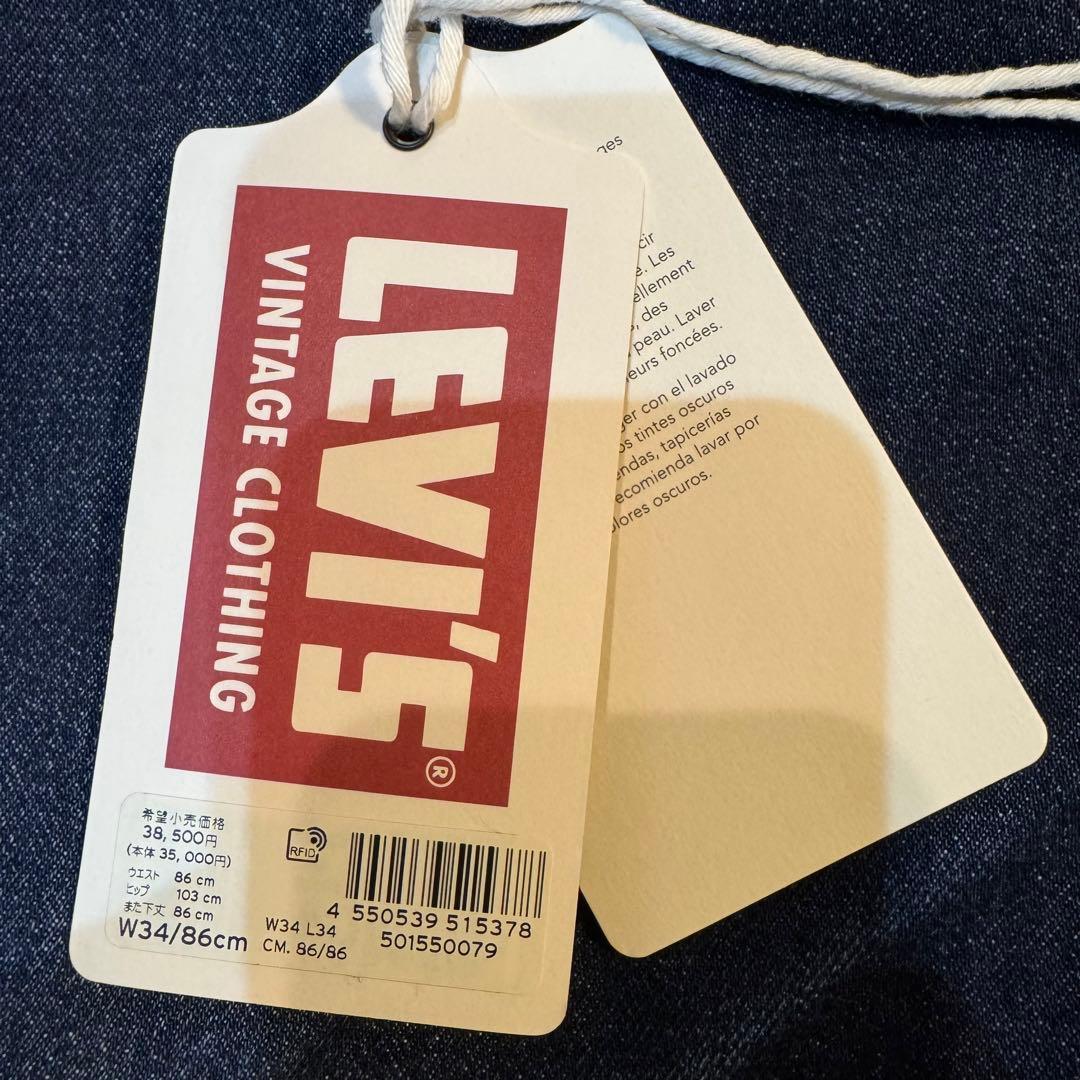 LEVI'S®
VINTAGE CLOTHING
希望小売価格
38,500円
(本体 35,000円)
ウエスト 86 cm
ヒップ 103 cm
また下丈 86 cm
W34/86cm
RFID
W34 L34
CM. 86/86
4 550539 515378
501550079
ges
cir
e. Les
ellement
, des
peau. Laver
eurs foncées.
ger con el lavado
os tintes oscuros
endas, tapicerías
ecomienda lavar por
olores oscuros.